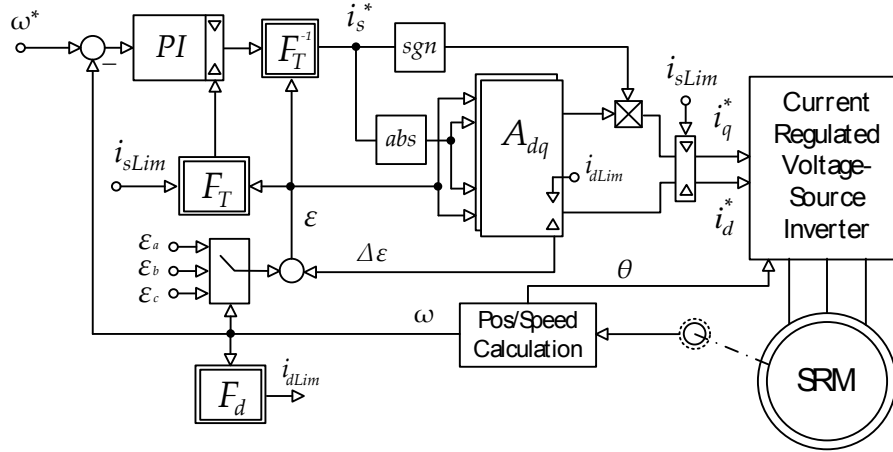 ω*
−
PI
F_T^-1
i_s^*
sgn
abs
A_dq
i_dLim
i_sLim
i_q^*
i_d^*
Current
Regulated
Voltage-
Source
Inverter
i_sLim
F_T
ε
ε_a
ε_b
ε_c
Δε
θ
ω
Pos/Speed
Calculation
F_d
i_dLim
SRM